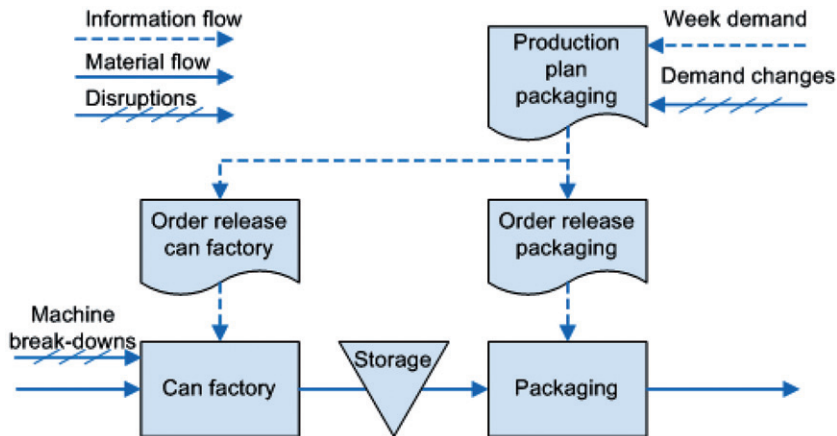 Information flow
Material flow
Disruptions
Production
plan
packaging
Week demand
Demand changes
Order release
can factory
Order release
packaging
Machine
break-downs
Can factory
Storage
Packaging